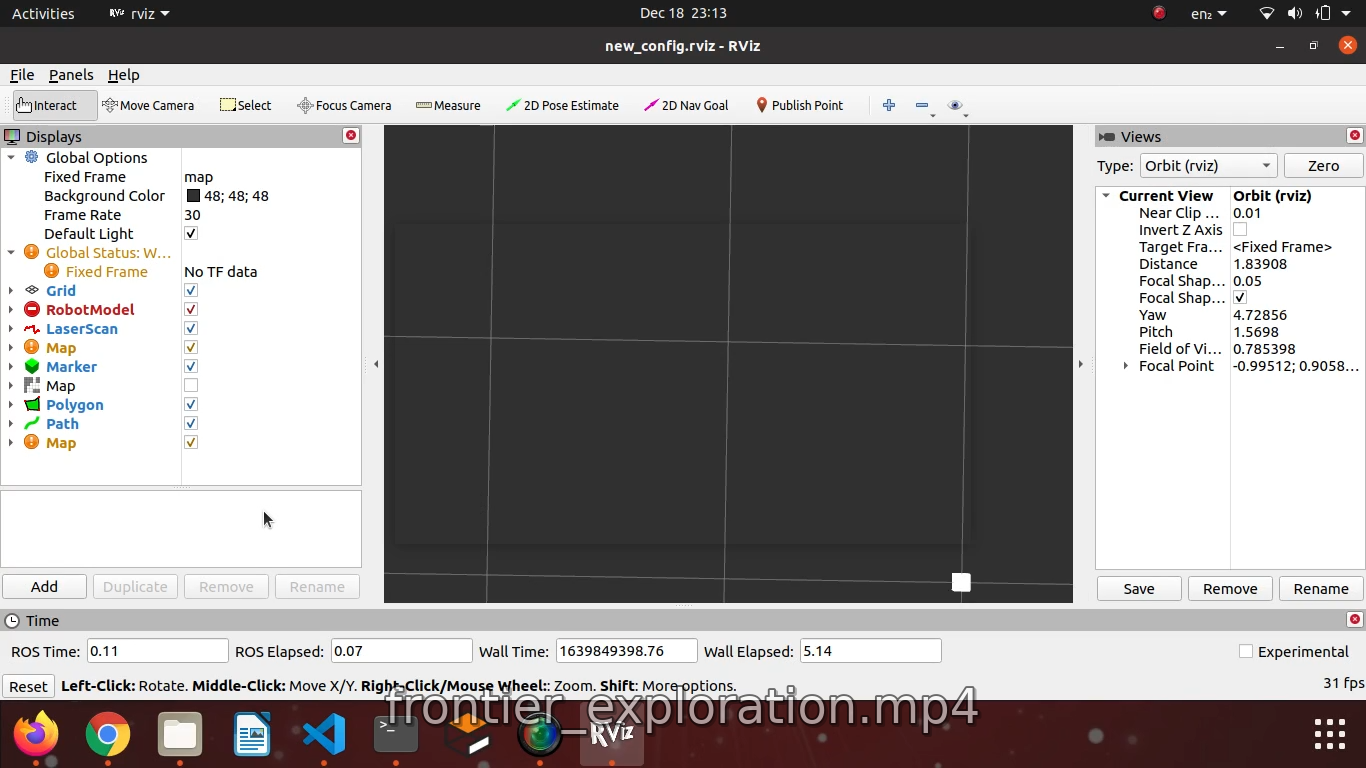 Activities
RViz
rviz
Dec 18 23:13
en₂
new_config.rviz - RViz
File Panels Help
Interact
Move Camera
Select
Focus Camera
Measure
2D Pose Estimate
2D Nav Goal
Publish Point
Displays
Global Options
Fixed Frame map
Background Color 48; 48; 48
Frame Rate 30
Default Light
Global Status: W...
Fixed Frame No TF data
Grid
RobotModel
LaserScan
Map
Marker
Map
Polygon
Path
Map
Add Duplicate Remove Rename
Views
Type: Orbit (rviz) Zero
Current View Orbit (rviz)
Near Clip ... 0.01
Invert Z Axis
Target Fra... <Fixed Frame>
Distance 1.83908
Focal Shap... 0.05
Focal Shap...
Yaw 4.72856
Pitch 1.5698
Field of Vi... 0.785398
Focal Point -0.99512; 0.9058...
Save Remove Rename
Time
ROS Time: 0.11 ROS Elapsed: 0.07 Wall Time: 1639849398.76 Wall Elapsed: 5.14 Experimental
Reset Left-Click: Rotate. Middle-Click: Move X/Y. Right-Click/Mouse Wheel:: Zoom. Shift: More options. 31 fps
frontier_exploration.mp4
RViz